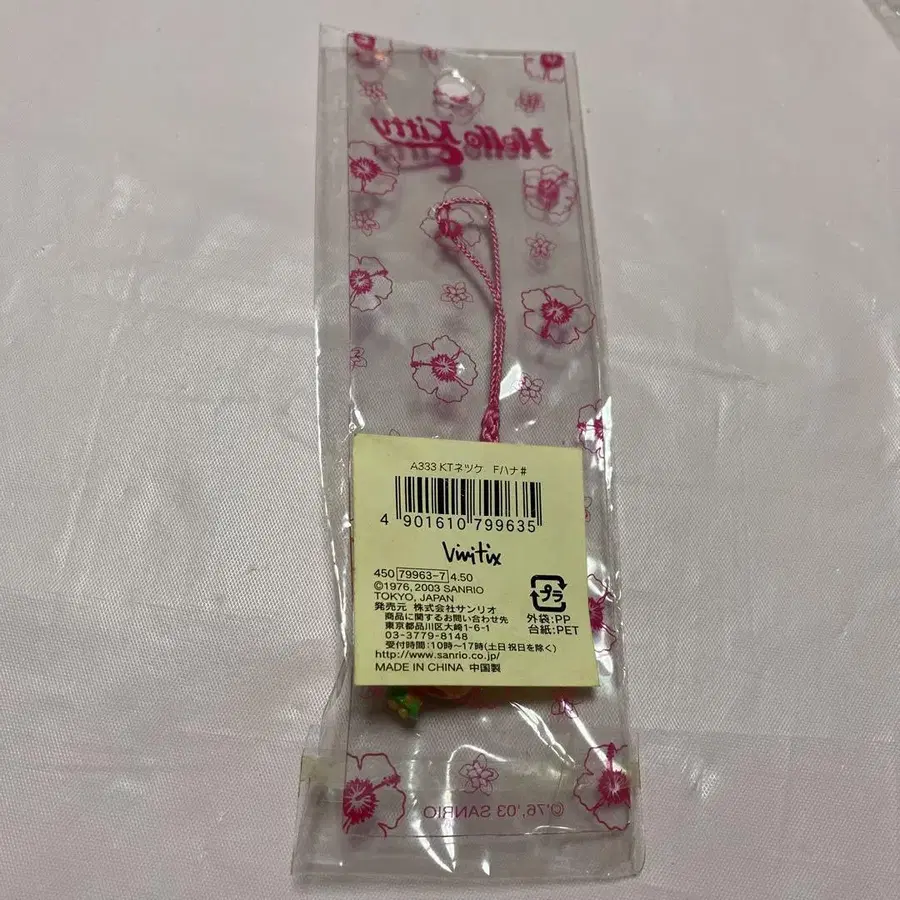 Hello Kitty
A333 KTネツケ Fハナ#
4 901610 799635
Vivitix
450 79963-7 4.50
©1976, 2003 SANRIO
TOKYO, JAPAN
発売元 株式会社サンリオ
商品に関するお問い合わせ先
東京都品川区大崎1-6-1
03-3779-8148
受付時間:10時〜17時(土日祝日を除く)
http://www.sanrio.co.jp/
MADE IN CHINA 中国製
プラ
外袋:PP
台紙:PET
©'76,'03 SANRIO